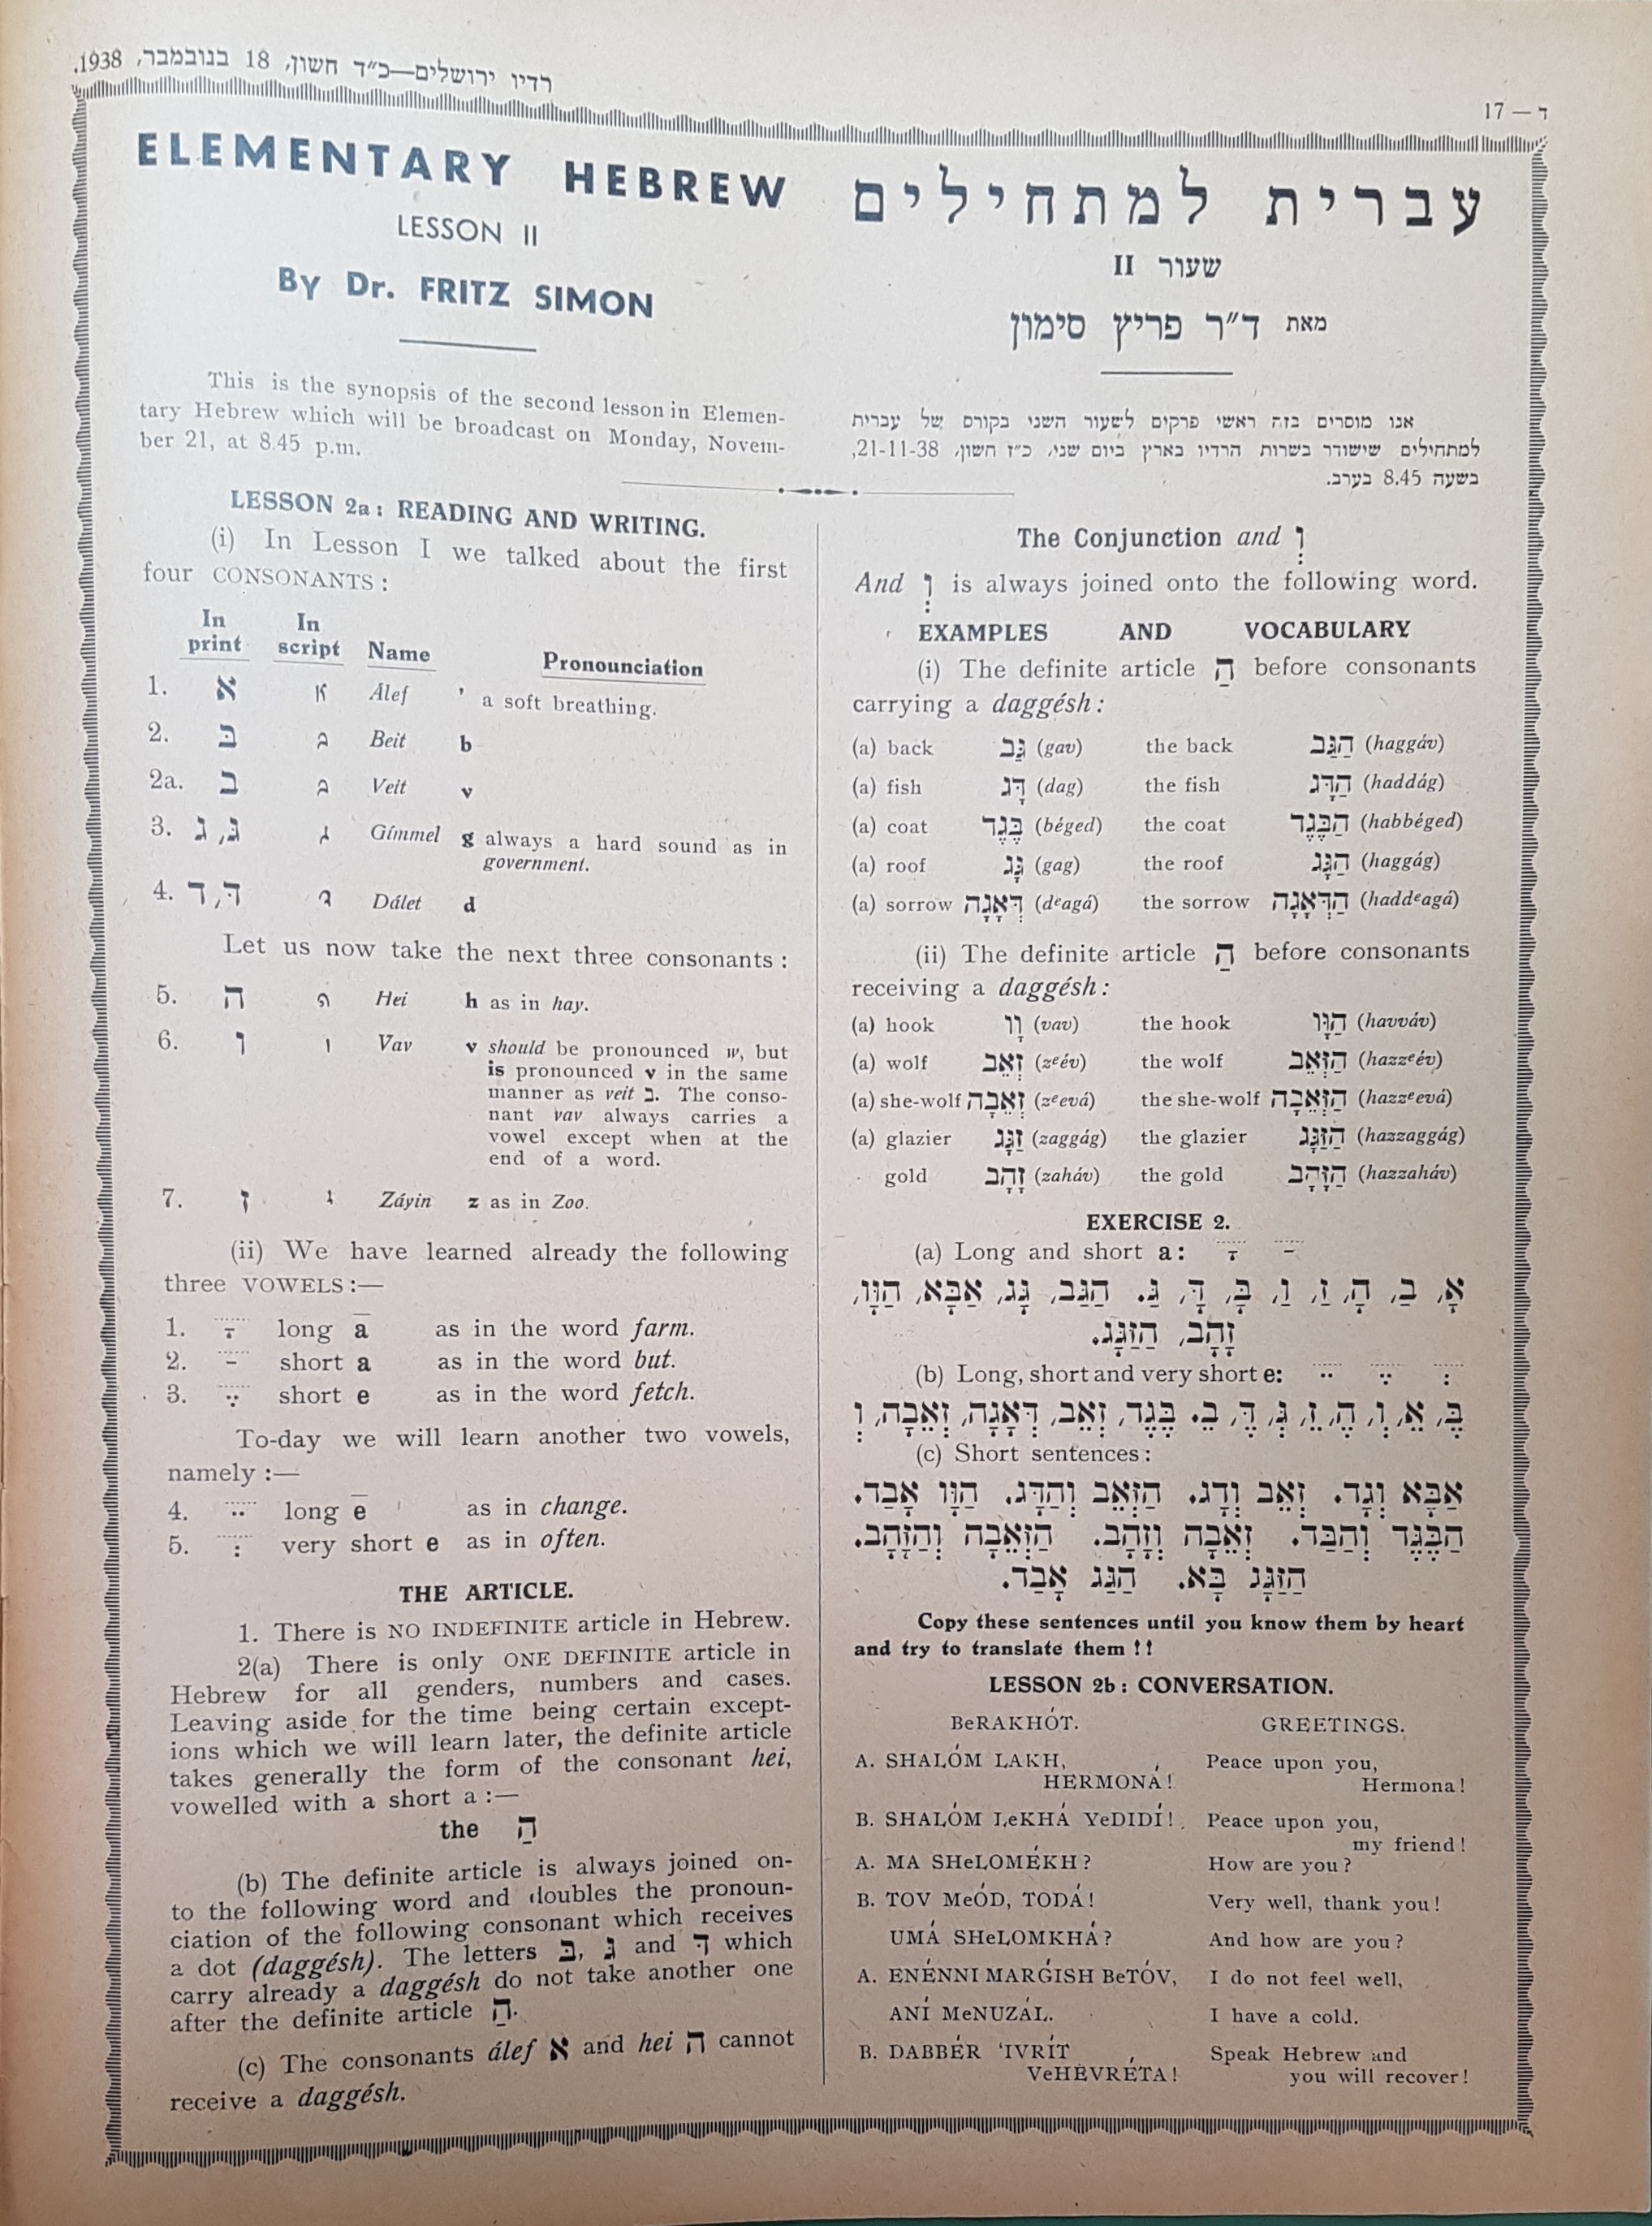 רדיו ירושלים—כ״ד חשון, 18 בנובמבר, 1938.
17 — ד
ELEMENTARY HEBREW
LESSON II
By Dr. FRITZ SIMON
This is the synopsis of the second lesson in Elemen-
tary Hebrew which will be broadcast on Monday, Novem-
ber 21, at 8.45 p.m.
עברית למתחילים
שעור II
מאת ד״ר פריץ סימון
אנו מוסרים בזה ראשי פרקים לשעור השני בקורס של עברית
למתחילים שישודר בשרות הרדיו בארץ ביום שני, כ״ז חשון, 21-11-38,
בשעה 8.45 בערב.
LESSON 2a: READING AND WRITING.
(i) In Lesson I we talked about the first
four CONSONANTS:
In print In script Name Pronounciation
1. א Álef ' a soft breathing.
2. בּ Beit b
2a. ב Veit v
3. גּ, ג Gímmel g always a hard sound as in
government.
4. דּ, ד Dálet d
Let us now take the next three consonants:
5. ה Hei h as in hay.
6. ו Vav v should be pronounced w, but
is pronounced v in the same
manner as veit ב. The conso-
nant vav always carries a
vowel except when at the
end of a word.
7. ז Záyin z as in Zoo.
(ii) We have learned already the following
three VOWELS:—
1. ָ long ā as in the word farm.
2. ַ short a as in the word but.
3. ֶ short e as in the word fetch.
To-day we will learn another two vowels,
namely:—
4. ֵ long ē as in change.
5. ְ very short e as in often.
THE ARTICLE.
1. There is NO INDEFINITE article in Hebrew.
2(a) There is only ONE DEFINITE article in
Hebrew for all genders, numbers and cases.
Leaving aside for the time being certain except-
ions which we will learn later, the definite article
takes generally the form of the consonant hei,
vowelled with a short a:—
the הַ
(b) The definite article is always joined on-
to the following word and doubles the pronoun-
ciation of the following consonant which receives
a dot (daggésh). The letters בּ, גּ and דּ which
carry already a daggésh do not take another one
after the definite article הַ.
(c) The consonants álef א and hei ה cannot
receive a daggésh.
The Conjunction and וְ
And וְ is always joined onto the following word.
EXAMPLES AND VOCABULARY
(i) The definite article הַ before consonants
carrying a daggésh:
(a) back גַּב (gav) the back הַגַּב (haggáv)
(a) fish דָּג (dag) the fish הַדָּג (haddág)
(a) coat בֶּגֶד (béged) the coat הַבֶּגֶד (habbéged)
(a) roof גָּג (gag) the roof הַגָּג (haggág)
(a) sorrow דְּאָגָה (dᵉagá) the sorrow הַדְּאָגָה (haddᵉagá)
(ii) The definite article הַ before consonants
receiving a daggésh:
(a) hook וָו (vav) the hook הַוָּו (havváv)
(a) wolf זְאֵב (zᵉév) the wolf הַזְּאֵב (hazzᵉév)
(a) she-wolf זְאֵבָה (zᵉevá) the she-wolf הַזְּאֵבָה (hazzᵉevá)
(a) glazier זַגָּג (zaggág) the glazier הַזַּגָּג (hazzaggág)
gold זָהָב (zaháv) the gold הַזָּהָב (hazzaháv)
EXERCISE 2.
(a) Long and short a: ָ ַ
אָ, בַ, הָ, זַ, וַ, בָּ, דָּ, גַּ. הַגַּב, גָּג, אַבָּא, הַוָּו,
זָהָב, הַזַּגָּג.
(b) Long, short and very short e: ֵ ֶ ְ
בֶּגֶד, זְאֵב, דְּאָגָה, זְאֵבָה, וְ
(c) Short sentences:
אַבָּא וְגָד. זְאֵב וְדָג. הַזְּאֵב וְהַדָּג. הַוָּו אָבַד.
הַבֶּגֶד וְהַבַּד. זְאֵבָה וְזָהָב. הַזְּאֵבָה וְהַזָּהָב.
הַזַּגָּג בָּא. הַגַּג אָבַד.
Copy these sentences until you know them by heart
and try to translate them!!
LESSON 2b: CONVERSATION.
BeRAKHÓT. GREETINGS.
A. SHALÓM LAKH, Peace upon you,
HERMONÁ! Hermona!
B. SHALÓM LeKHÁ YeDIDÍ! Peace upon you,
my friend!
A. MA SHeLOMÉKH? How are you?
B. TOV MeÓD, TODÁ! Very well, thank you!
UMÁ SHeLOMKHÁ? And how are you?
A. ENÉNNI MARGÍSH BeTÓV, I do not feel well,
ANÍ MeNUZÁL. I have a cold.
B. DABBÉR 'IVRÍT Speak Hebrew and
VeHEVRÉTA! you will recover!